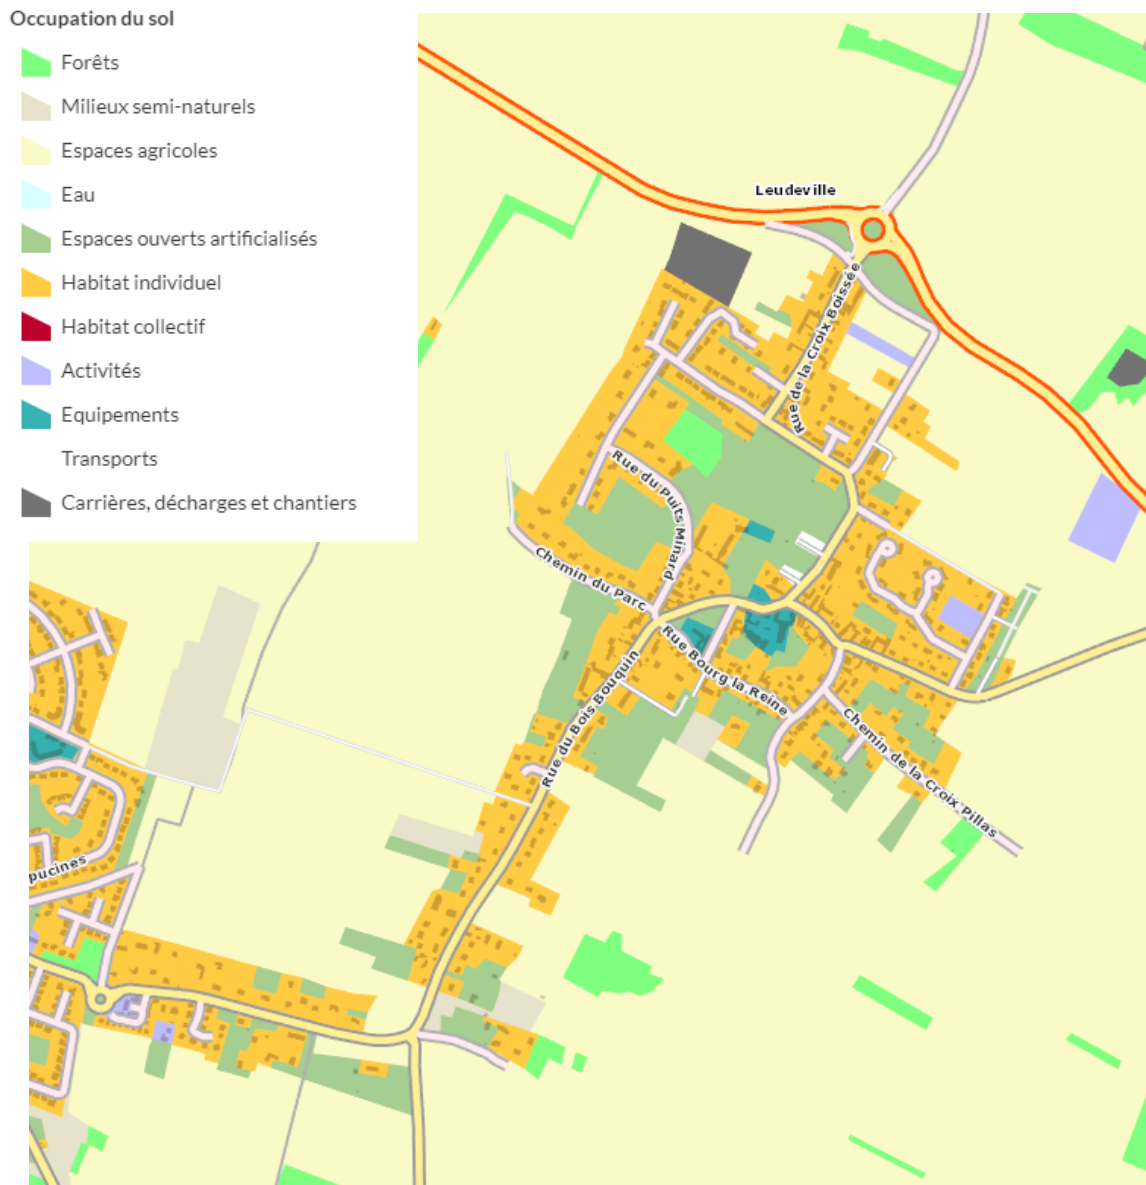 Occupation du sol
Forêts
Milieux semi-naturels
Espaces agricoles
Eau
Espaces ouverts artificialisés
Habitat individuel
Habitat collectif
Activités
Equipements
Transports
Carrières, décharges et chantiers
Leudeville
Rue de la Croix Boissée
Rue du Puits Minard
Chemin du Parc
Rue Bourg la Reine
Rue du Bois Bouquin
Chemin de la Croix Pillas
pucines